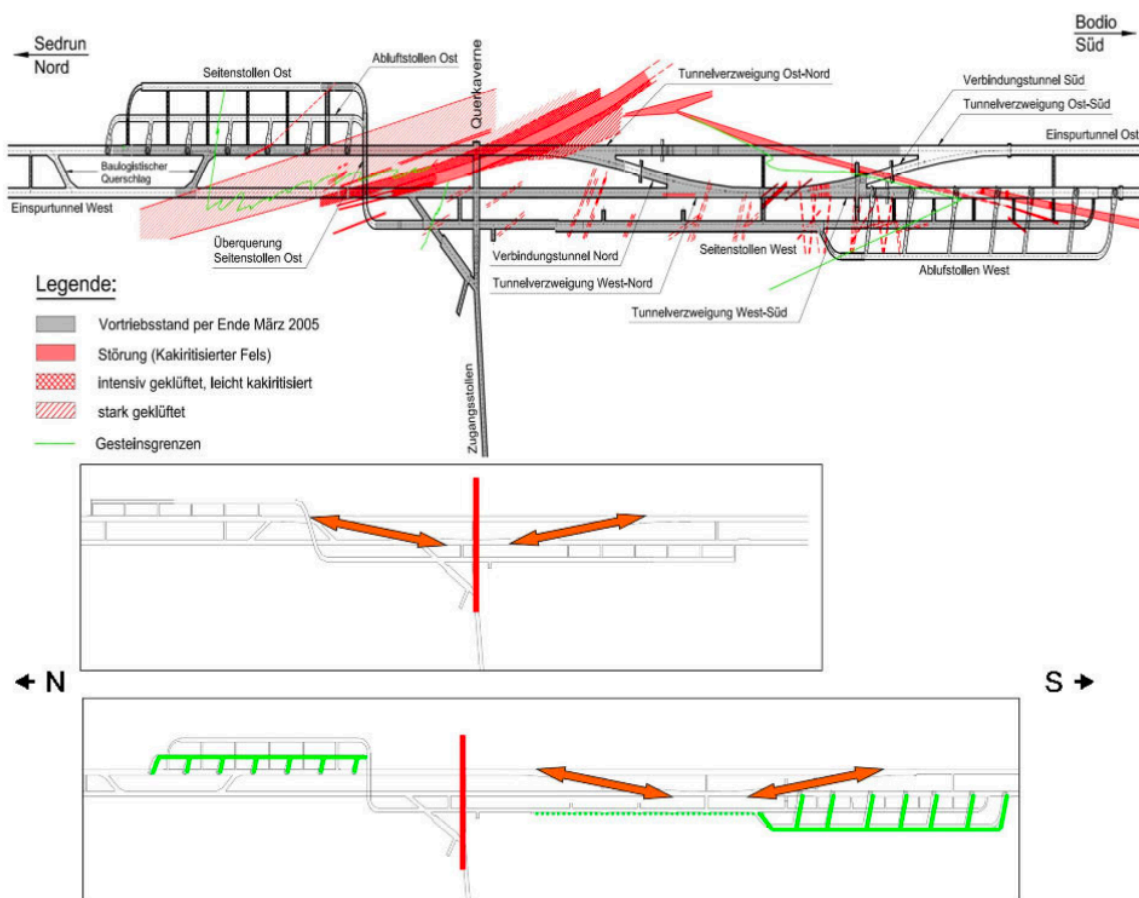 Sedrun
Nord
Bodio
Süd
Seitenstollen Ost
Abluftstollen Ost
Querkaverne
Tunnelverzweigung Ost-Nord
Verbindungstunnel Süd
Tunnelverzweigung Ost-Süd
Einspurtunnel Ost
Baulogistischer
Querschlag
Einspurtunnel West
Überquerung
Seitenstollen Ost
Verbindungstunnel Nord
Tunnelverzweigung West-Nord
Seitenstollen West
Tunnelverzweigung West-Süd
Ablufstollen West
Zugangsstollen
Legende:
Vortriebsstand per Ende März 2005
Störung (Kakiritisierter Fels)
intensiv geklüftet, leicht kakiritisiert
stark geklüftet
Gesteinsgrenzen
N
S